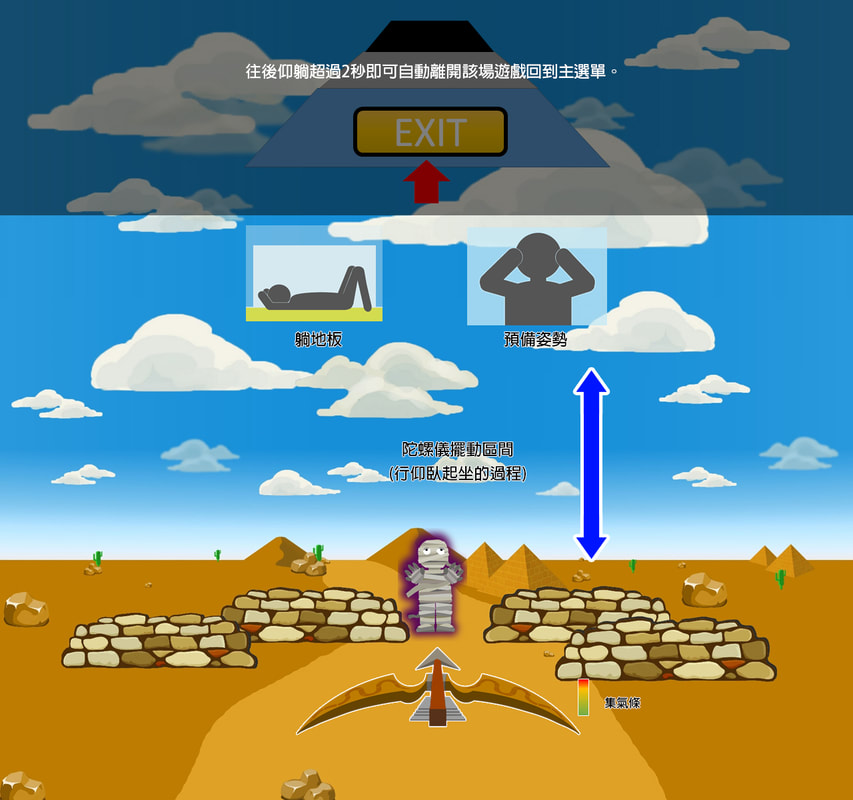 往後仰躺超過2秒即可自動離開該場遊戲回到主選單。
EXIT
躺地板
預備姿勢
陀螺儀擺動區間
(行仰臥起坐的過程)
集氣條